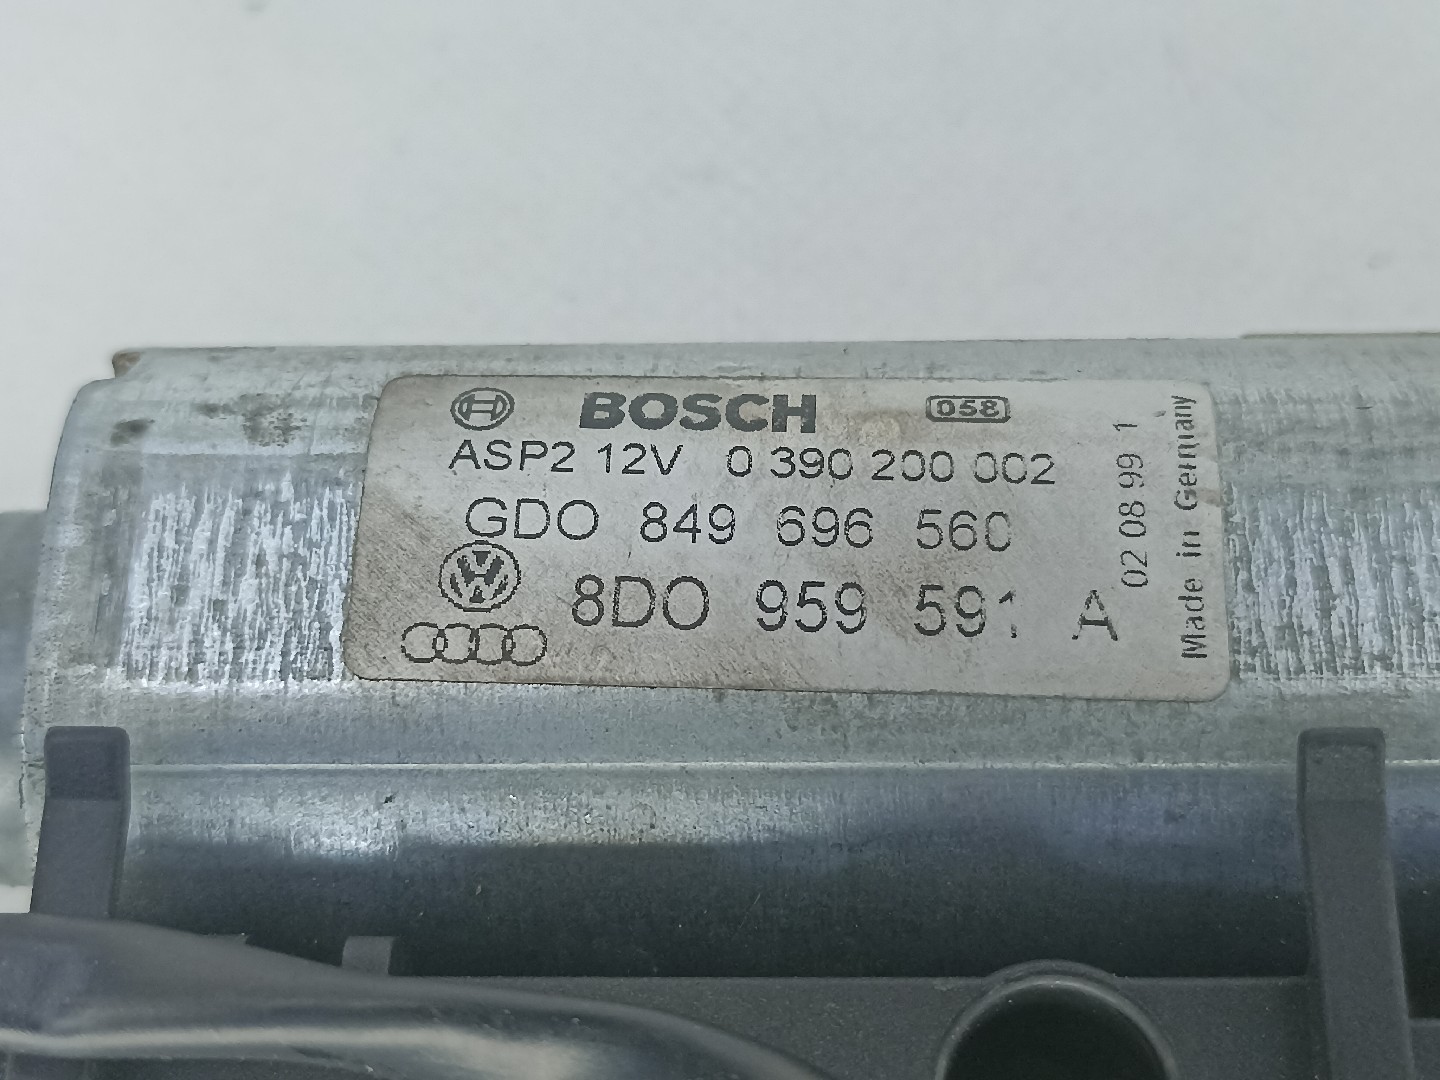 BOSCH 058
ASP2 12V 0 390 200 002
GDO 849 696 560
8DO 959 591 A
02 08 99 1
Made in Germany